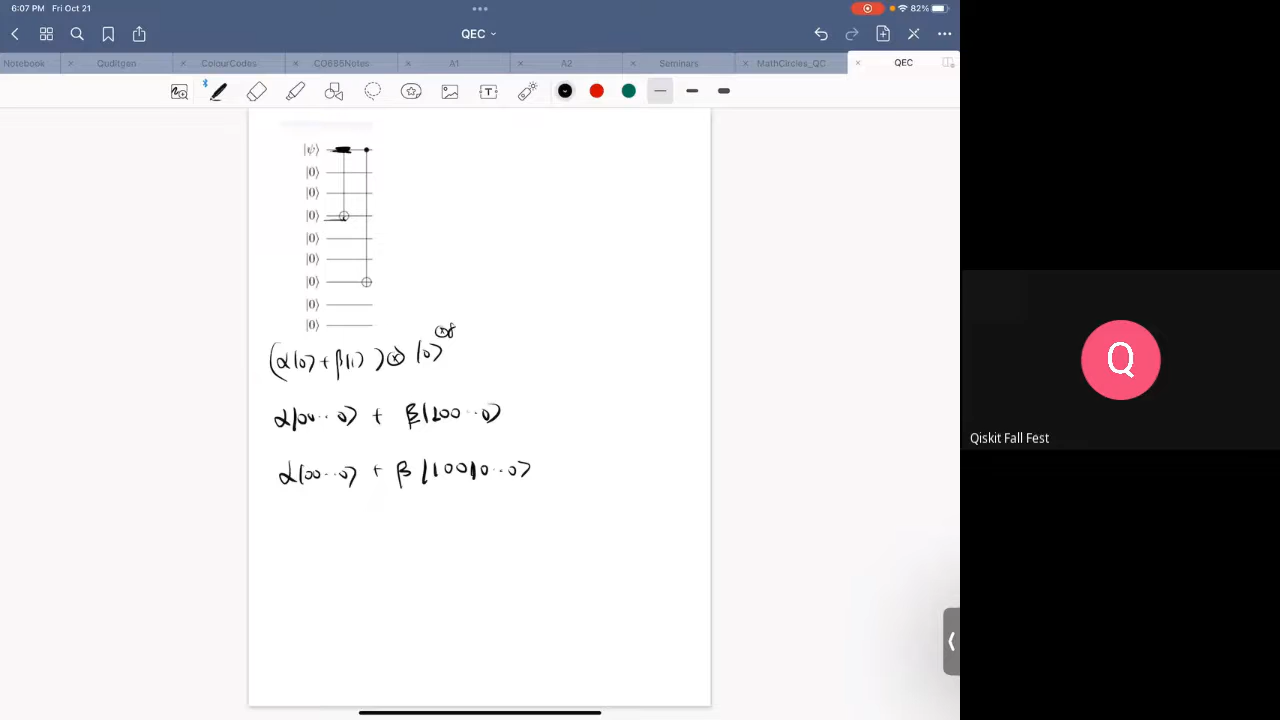 6:07 PM Fri Oct 21
82%
QEC
Notebook
Quditgen
ColourCodes
CO6B5Notes
A1
A2
Seminars
MathCircles_QC
QEC
|ψ⟩
|0⟩
|0⟩
|0⟩
|0⟩
|0⟩
|0⟩
|0⟩
|0⟩
(α|0⟩ + β|1⟩) ⊗ |0⟩^⊗8
α|00...0⟩ + β|100...0⟩
α|00...0⟩ + β|10010...0⟩
Q
Qiskit Fall Fest